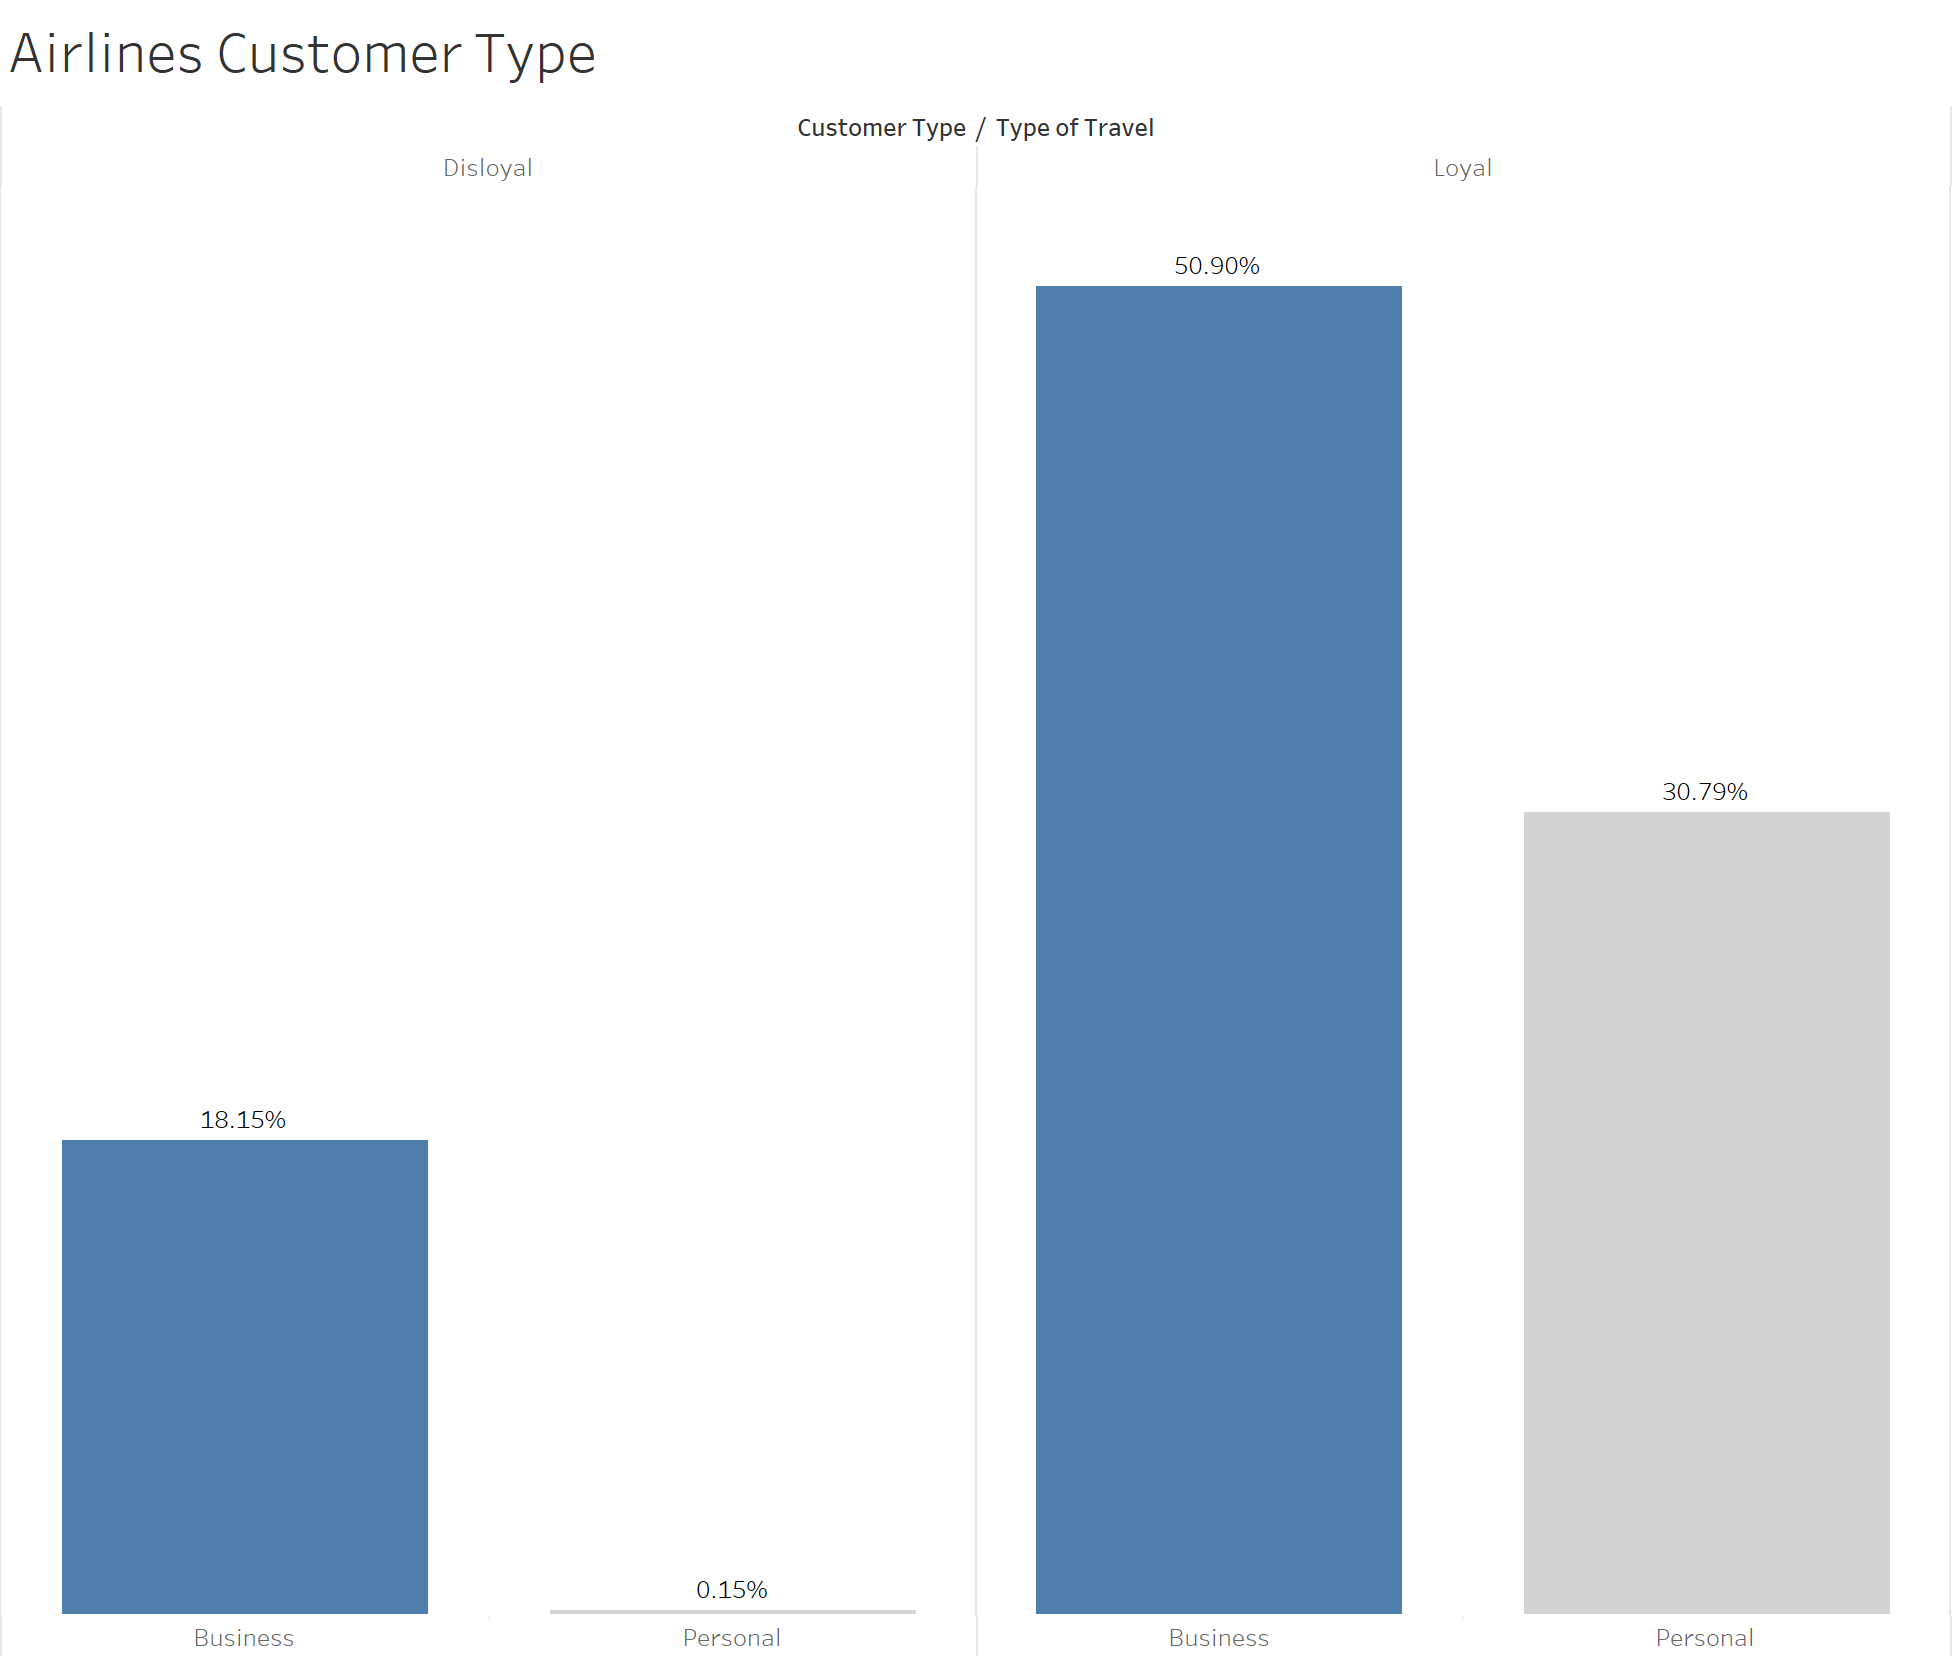 Airlines Customer Type
Customer Type / Type of Travel
Disloyal Loyal
50.90%
30.79%
18.15%
0.15%
Business Personal Business Personal